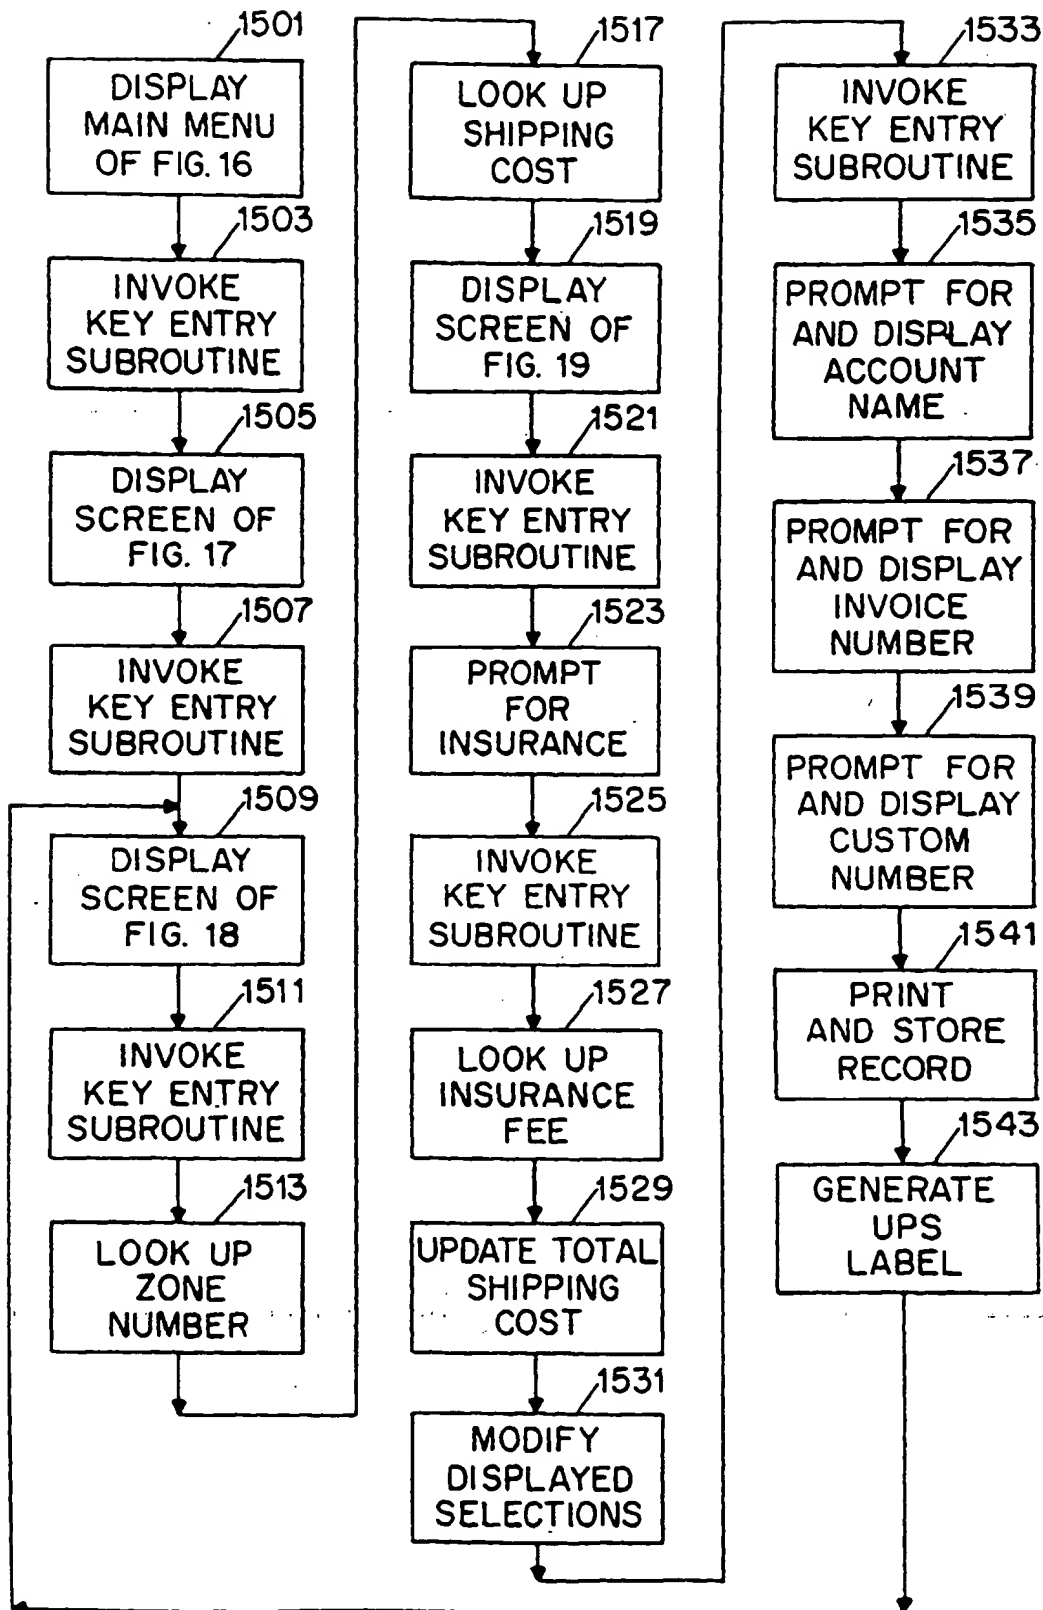 1501
DISPLAY
MAIN MENU
OF FIG. 16
1503
INVOKE
KEY ENTRY
SUBROUTINE
1505
DISPLAY
SCREEN OF
FIG. 17
1507
INVOKE
KEY ENTRY
SUBROUTINE
1509
DISPLAY
SCREEN OF
FIG. 18
1511
INVOKE
KEY ENTRY
SUBROUTINE
1513
LOOK UP
ZONE
NUMBER
1517
LOOK UP
SHIPPING
COST
1519
DISPLAY
SCREEN OF
FIG. 19
1521
INVOKE
KEY ENTRY
SUBROUTINE
1523
PROMPT
FOR
INSURANCE
1525
INVOKE
KEY ENTRY
SUBROUTINE
1527
LOOK UP
INSURANCE
FEE
1529
UPDATE TOTAL
SHIPPING
COST
1531
MODIFY
DISPLAYED
SELECTIONS
1533
INVOKE
KEY ENTRY
SUBROUTINE
1535
PROMPT FOR
AND DISPLAY
ACCOUNT
NAME
1537
PROMPT FOR
AND DISPLAY
INVOICE
NUMBER
1539
PROMPT FOR
AND DISPLAY
CUSTOM
NUMBER
1541
PRINT
AND STORE
RECORD
1543
GENERATE
UPS
LABEL